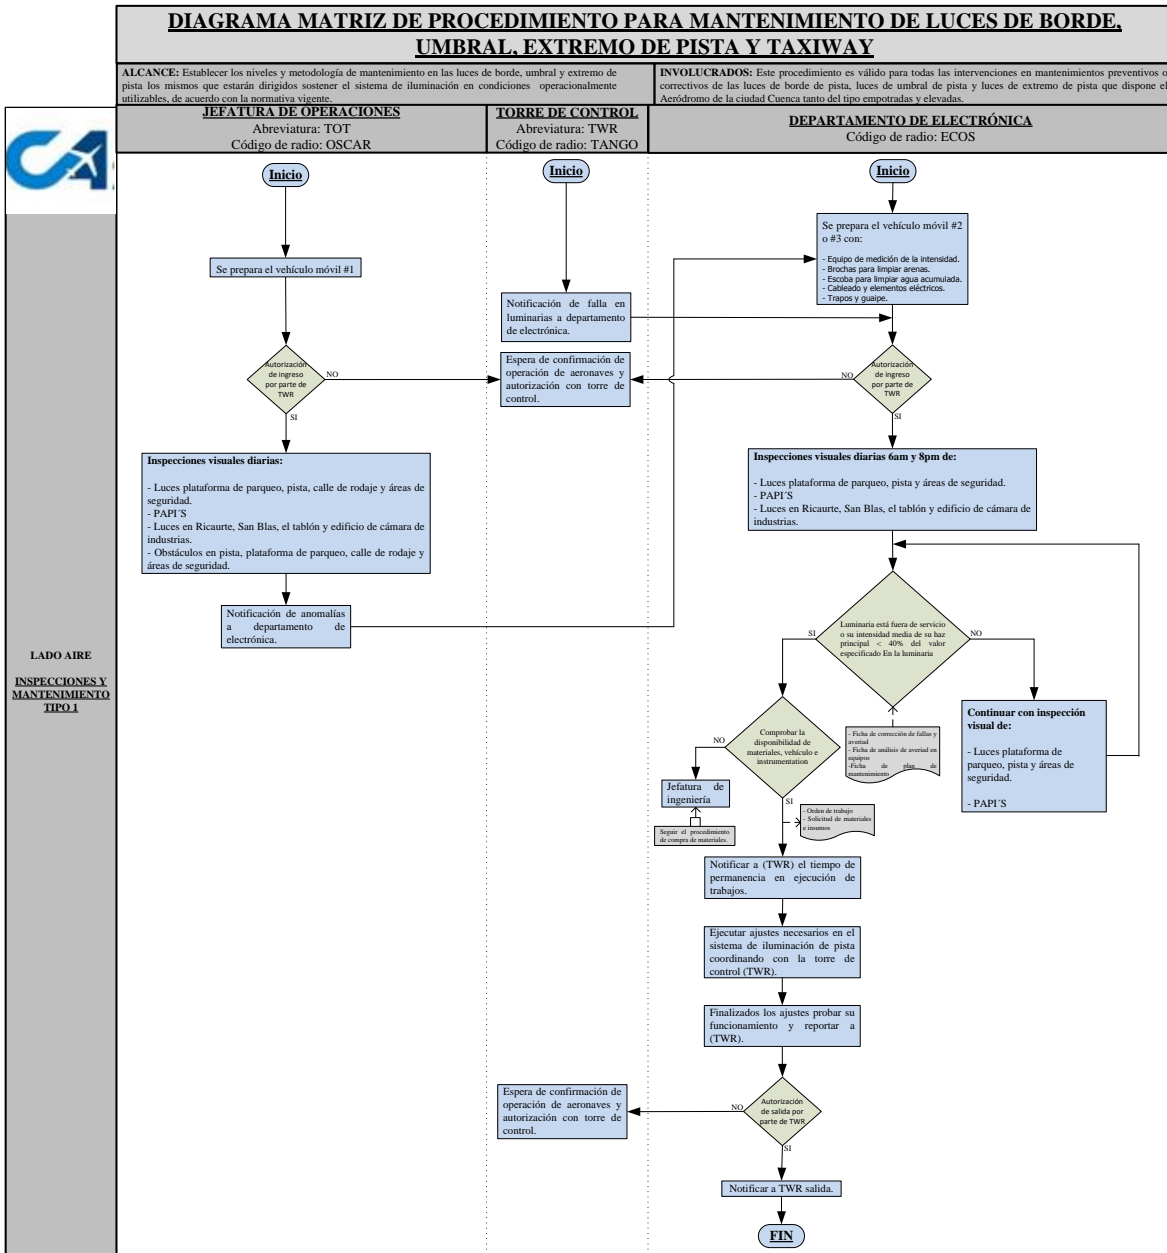 DIAGRAMA MATRIZ DE PROCEDIMIENTO PARA MANTENIMIENTO DE LUCES DE BORDE,
UMBRAL, EXTREMO DE PISTA Y TAXIWAY
ALCANCE: Establecer los niveles y metodología de mantenimiento en las luces de borde, umbral y extremo de
pista los mismos que estarán dirigidos sostener el sistema de iluminación en condiciones operacionalmente
utilizables, de acuerdo con la normativa vigente.
INVOLUCRADOS: Este procedimiento es válido para todas las intervenciones en mantenimientos preventivos o
correctivos de las luces de borde de pista, luces de umbral de pista y luces de extremo de pista que dispone el
Aeródromo de la ciudad Cuenca tanto del tipo empotradas y elevadas.
JEFATURA DE OPERACIONES
Abreviatura: TOT
Código de radio: OSCAR
TORRE DE CONTROL
Abreviatura: TWR
Código de radio: TANGO
DEPARTAMENTO DE ELECTRÓNICA
Código de radio: ECOS
LADO AIRE
INSPECCIONES Y
MANTENIMIENTO
TIPO 1
Inicio
Se prepara el vehículo móvil #1
Autorización
de ingreso
por parte de
TWR
NO
SI
Inspecciones visuales diarias:
- Luces plataforma de parqueo, pista, calle de rodaje y áreas de
seguridad.
- PAPI´S
- Luces en Ricaurte, San Blas, el tablón y edificio de cámara de
industrias.
- Obstáculos en pista, plataforma de parqueo, calle de rodaje y
áreas de seguridad.
Notificación de anomalías
a departamento de
electrónica.
Inicio
Notificación de falla en
luminarias a departamento
de electrónica.
Espera de confirmación de
operación de aeronaves y
autorización con torre de
control.
Inicio
Se prepara el vehículo móvil #2
o #3 con:
- Equipo de medición de la intensidad.
- Brochas para limpiar arenas.
- Escoba para limpiar agua acumulada.
- Cableado y elementos eléctricos.
- Trapos y guaipe.
Autorización
de ingreso
por parte de
TWR
NO
SI
Inspecciones visuales diarias 6am y 8pm de:
- Luces plataforma de parqueo, pista y áreas de seguridad.
- PAPI´S
- Luces en Ricaurte, San Blas, el tablón y edificio de cámara de
industrias.
Luminaria está fuera de servicio
o su intensidad media de su haz
principal < 40% del valor
especificado En la luminaria
SI
NO
Continuar con inspección
visual de:
- Luces plataforma de
parqueo, pista y áreas de
seguridad.
- PAPI´S
- Ficha de corrección de fallas y
averiad
- Ficha de análisis de averiad en
equipos
-Ficha de plan de
mantenimiento
Comprobar la
disponibilidad de
materiales, vehículo e
instrumentation
NO
SI
Jefatura de
ingeniería
Seguir el procedimiento
de compra de materiales.
- Orden de trabajo
- Solicitud de materiales
e insumos
Notificar a (TWR) el tiempo de
permanencia en ejecución de
trabajos.
Ejecutar ajustes necesarios en el
sistema de iluminación de pista
coordinando con la torre de
control (TWR).
Finalizados los ajustes probar su
funcionamiento y reportar a
(TWR).
Autorización
de salida por
parte de TWR
NO
SI
Espera de confirmación de
operación de aeronaves y
autorización con torre de
control.
Notificar a TWR salida.
FIN